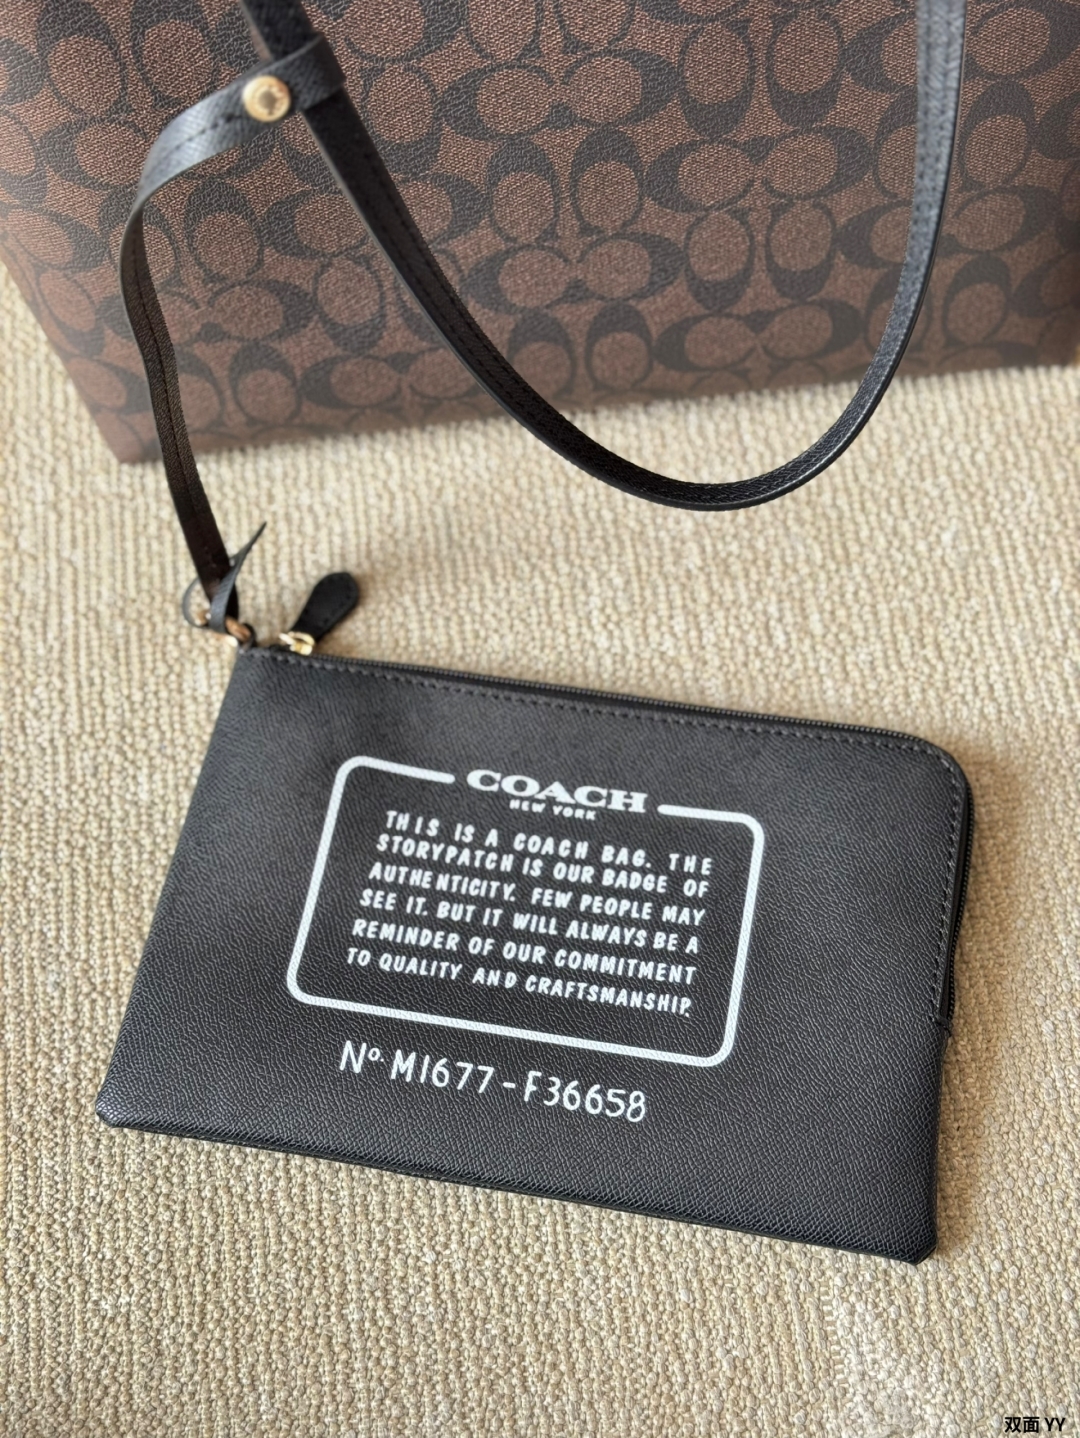 COACH
NEW YORK
THIS IS A COACH BAG. THE
STORYPATCH IS OUR BADGE OF
AUTHENTICITY. FEW PEOPLE MAY
SEE IT. BUT IT WILL ALWAYS BE A
REMINDER OF OUR COMMITMENT
TO QUALITY AND CRAFTSMANSHIP.
Nº. M1677-F36658
双面 YY